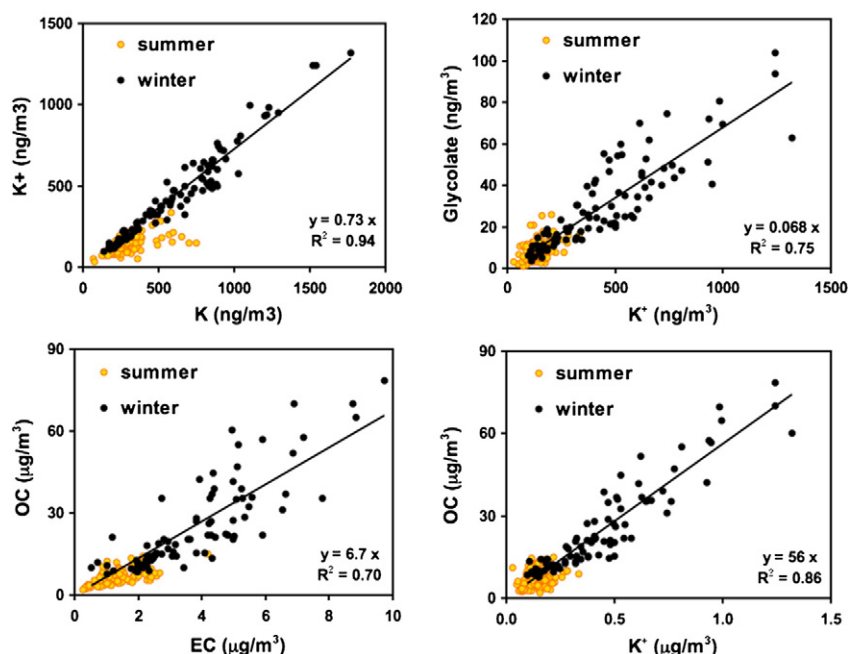 1500
1000
500
0
K+ (ng/m3)
summer
winter
y = 0.73 x
R² = 0.94
0 500 1000 1500 2000
K (ng/m3)
120
100
80
60
40
20
0
Glycolate (ng/m³)
summer
winter
y = 0.068 x
R² = 0.75
0 500 1000 1500
K⁺ (ng/m³)
90
60
30
0
OC (µg/m³)
summer
winter
y = 6.7 x
R² = 0.70
0 2 4 6 8 10
EC (µg/m³)
90
60
30
0
OC (µg/m³)
summer
winter
y = 56 x
R² = 0.86
0.0 0.5 1.0 1.5
K⁺ (µg/m³)